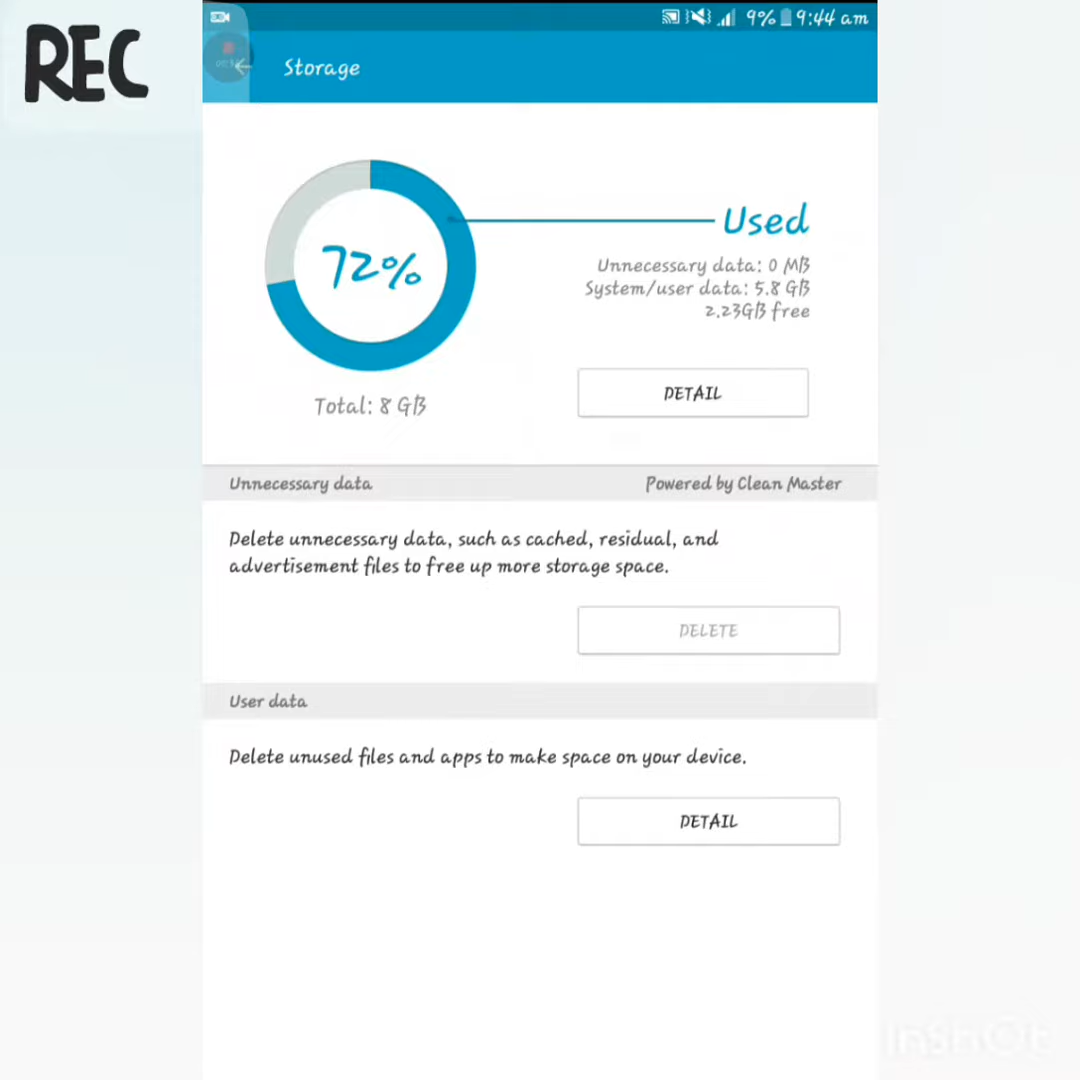 REC
9% 9:44 am
Storage
72%
Used
Unnecessary data: 0 MB
System/user data: 5.8 GB
2.23GB free
Total: 8 GB
DETAIL
Unnecessary data Powered by Clean Master
Delete unnecessary data, such as cached, residual, and
advertisement files to free up more storage space.
DELETE
User data
Delete unused files and apps to make space on your device.
DETAIL
InShOt